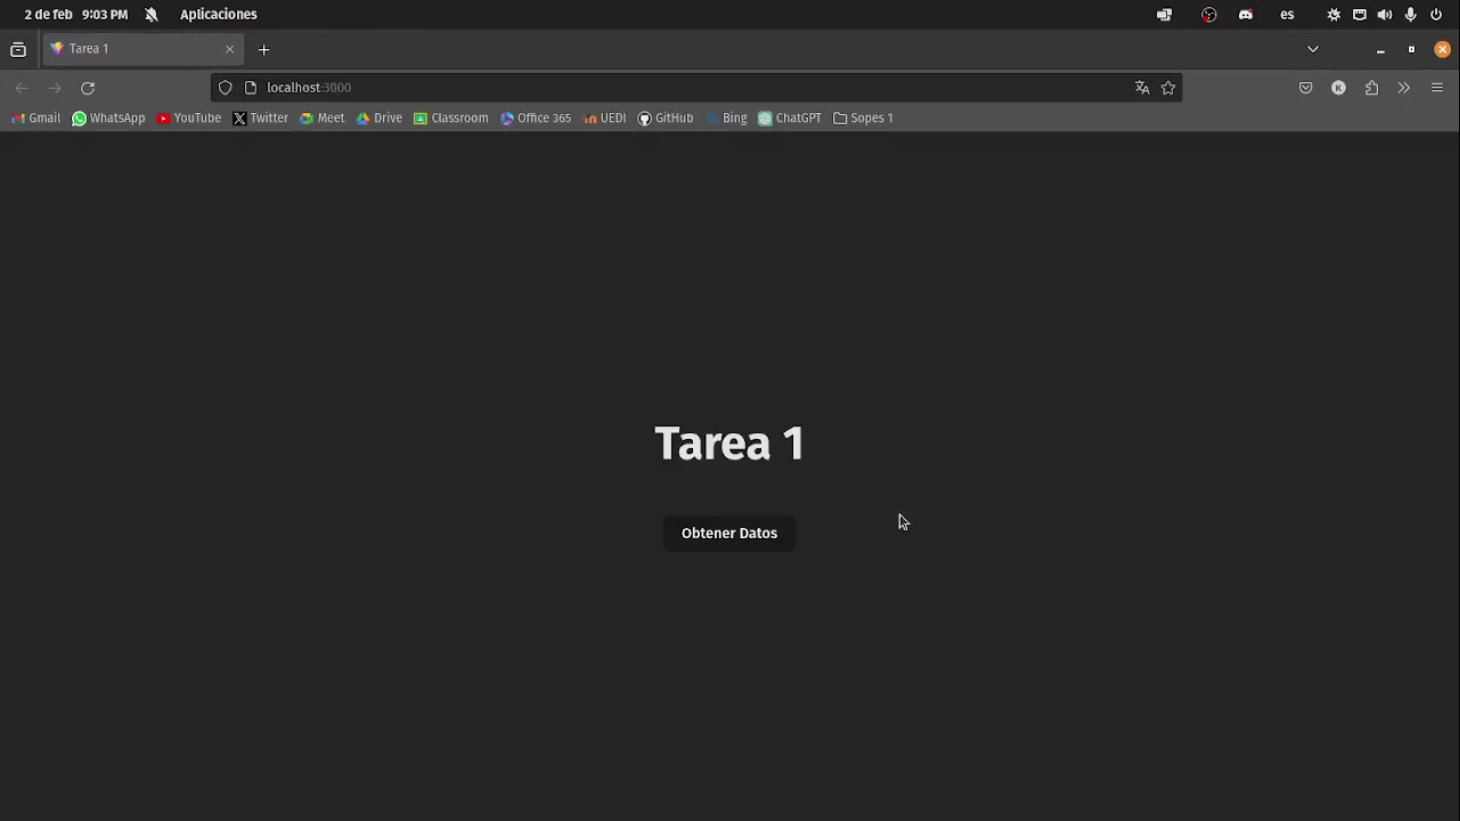 2 de feb 9:03 PM Aplicaciones es
Tarea 1
localhost:3000
Gmail WhatsApp YouTube Twitter Meet Drive Classroom Office 365 UEDI GitHub Bing ChatGPT Sopes 1
Tarea 1
Obtener Datos